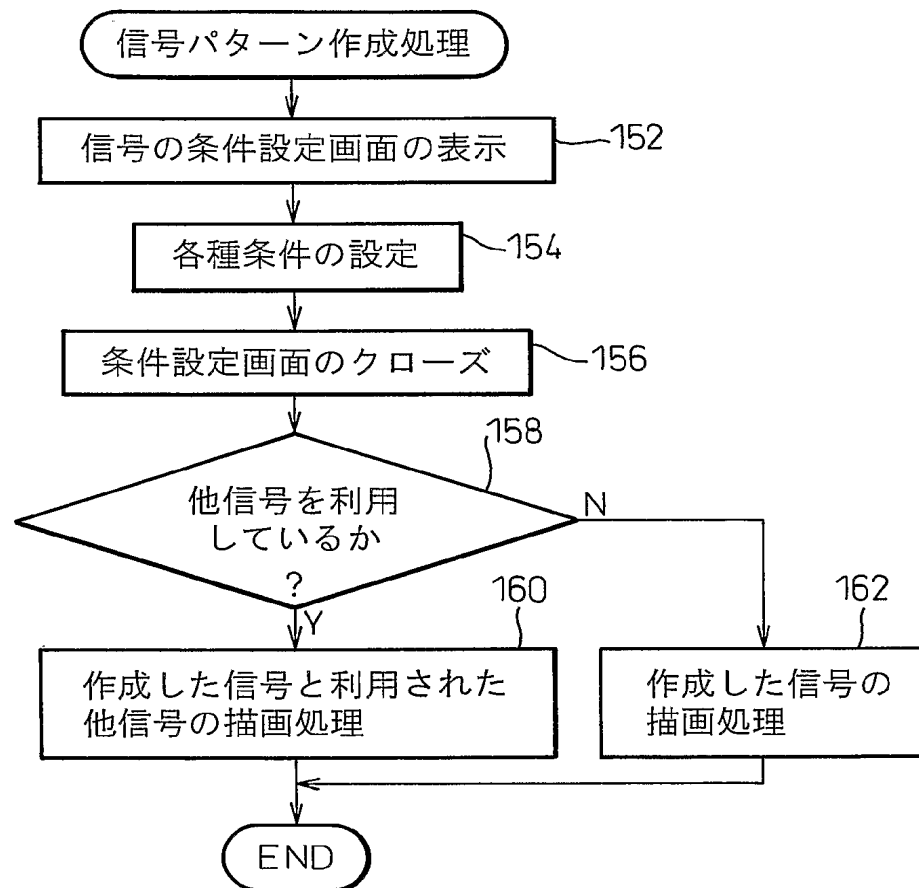 信号パターン作成処理
信号の条件設定画面の表示
152
各種条件の設定
154
条件設定画面のクローズ
156
158
他信号を利用
しているか
?
N
Y
160
作成した信号と利用された
他信号の描画処理
162
作成した信号の
描画処理
END